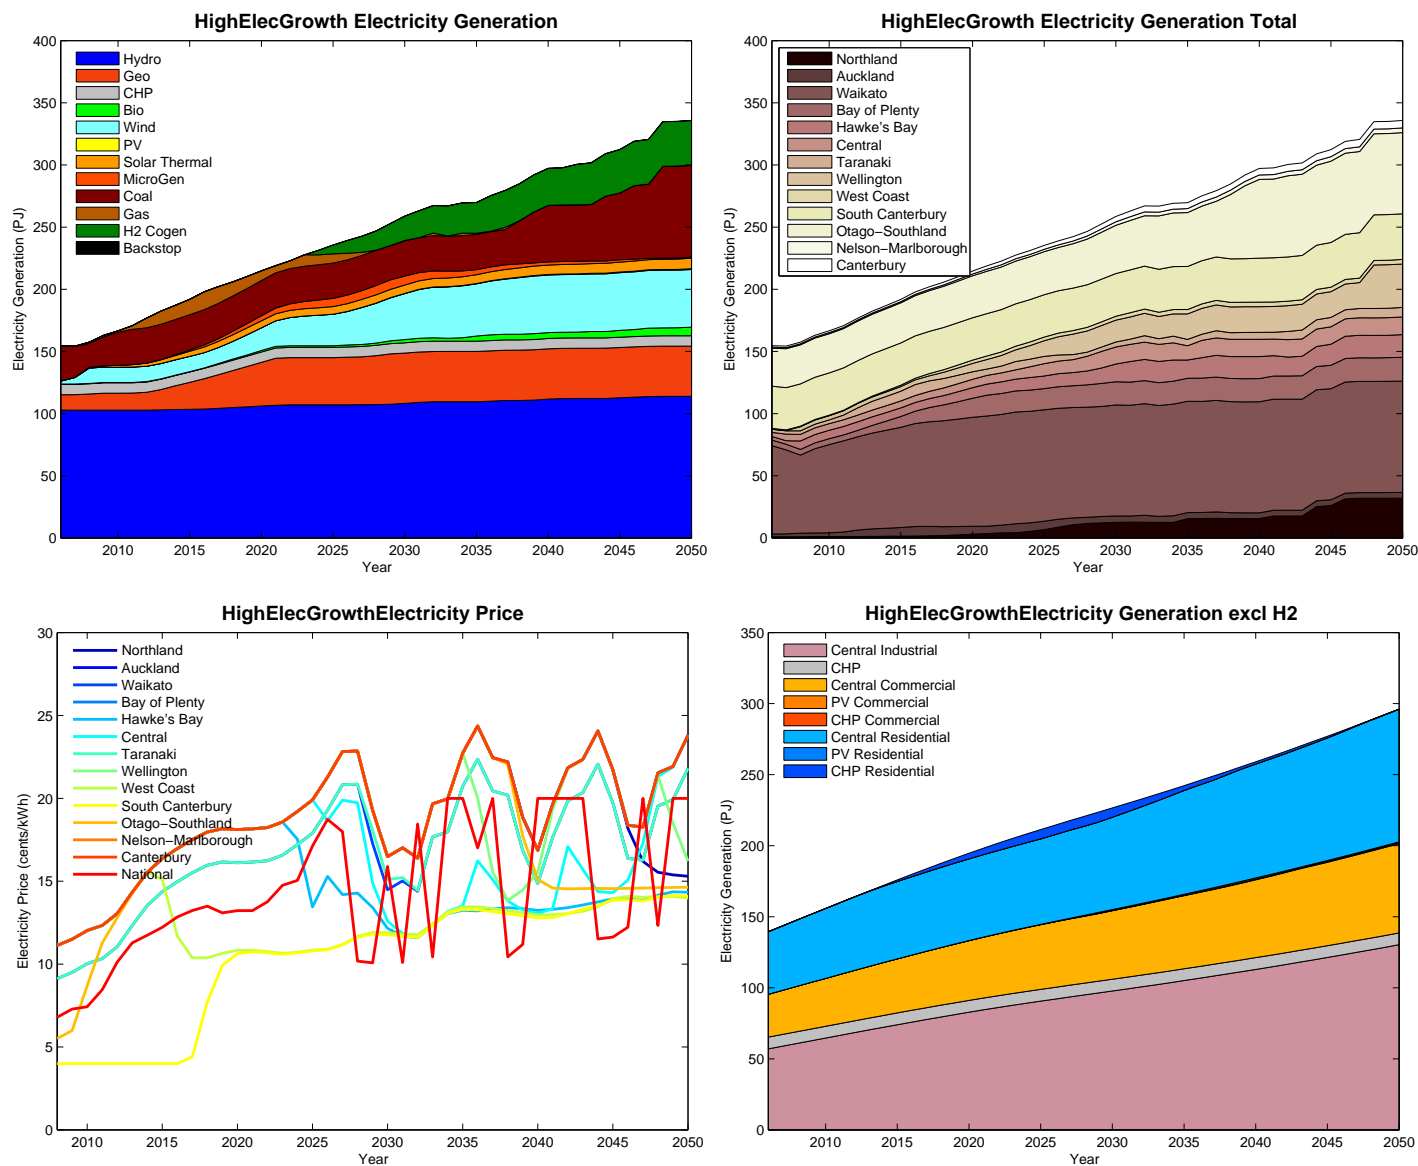 HighElecGrowth Electricity Generation
400
350
300
250
200
150
100
50
0
Electricity Generation (PJ)
Hydro
Geo
CHP
Bio
Wind
PV
Solar Thermal
MicroGen
Coal
Gas
H2 Cogen
Backstop
2010 2015 2020 2025 2030 2035 2040 2045 2050
Year
HighElecGrowth Electricity Generation Total
400
350
300
250
200
150
100
50
0
Electricity Generation (PJ)
Northland
Auckland
Waikato
Bay of Plenty
Hawke's Bay
Central
Taranaki
Wellington
West Coast
South Canterbury
Otago−Southland
Nelson−Marlborough
Canterbury
2010 2015 2020 2025 2030 2035 2040 2045 2050
Year
HighElecGrowthElectricity Price
30
25
20
15
10
5
0
Electricity Price (cents/kWh)
Northland
Auckland
Waikato
Bay of Plenty
Hawke's Bay
Central
Taranaki
Wellington
West Coast
South Canterbury
Otago−Southland
Nelson−Marlborough
Canterbury
National
2010 2015 2020 2025 2030 2035 2040 2045 2050
Year
HighElecGrowthElectricity Generation excl H2
350
300
250
200
150
100
50
0
Electricity Generation (PJ)
Central Industrial
CHP
Central Commercial
PV Commercial
CHP Commercial
Central Residential
PV Residential
CHP Residential
2010 2015 2020 2025 2030 2035 2040 2045 2050
Year